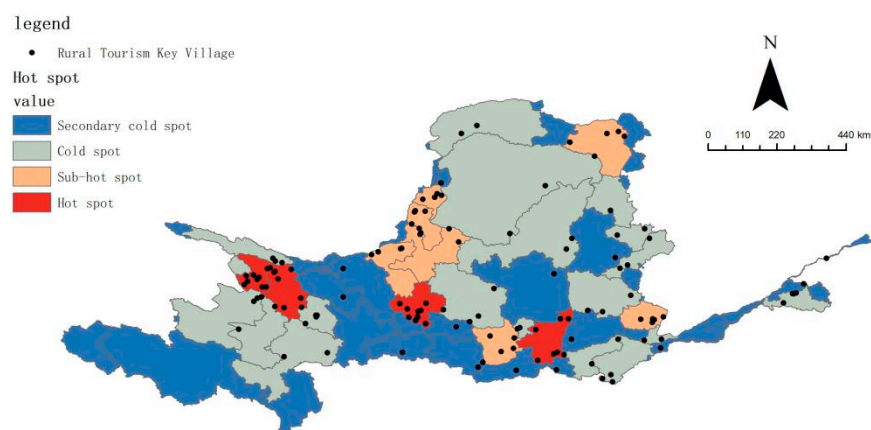 legend
Rural Tourism Key Village
Hot spot
value
Secondary cold spot
Cold spot
Sub-hot spot
Hot spot
N
0 110 220 440 km